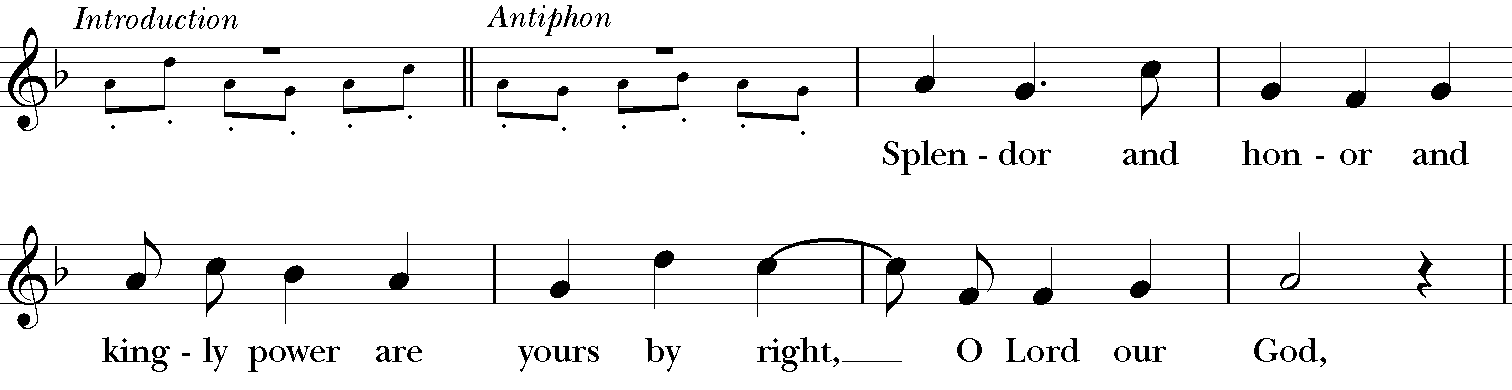 Introduction Antiphon
Splen - dor and hon - or and
king - ly power are yours by right, O Lord our God,